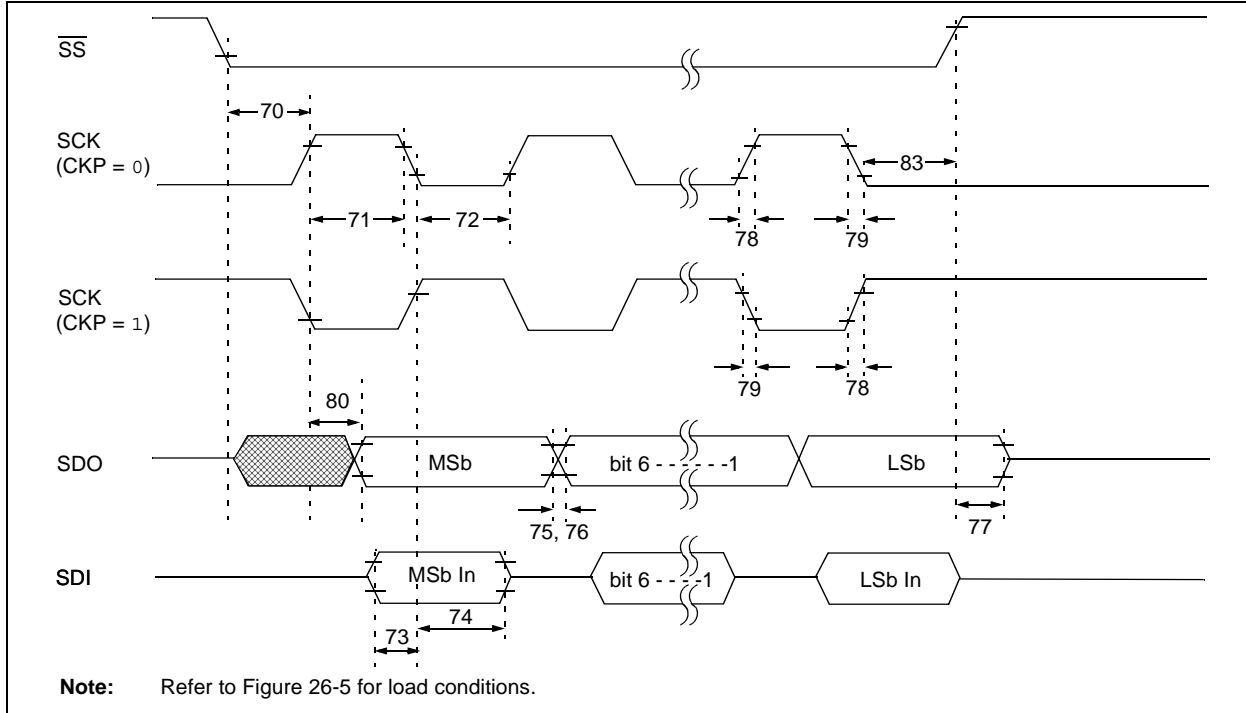 SS
70
SCK
(CKP = 0)
83
71
72
78
79
SCK
(CKP = 1)
79
78
80
SDO
MSb
bit 6 - - - - - -1
LSb
75, 76
77
SDI
MSb In
bit 6 - - - -1
LSb In
74
73
Note: Refer to Figure 26-5 for load conditions.